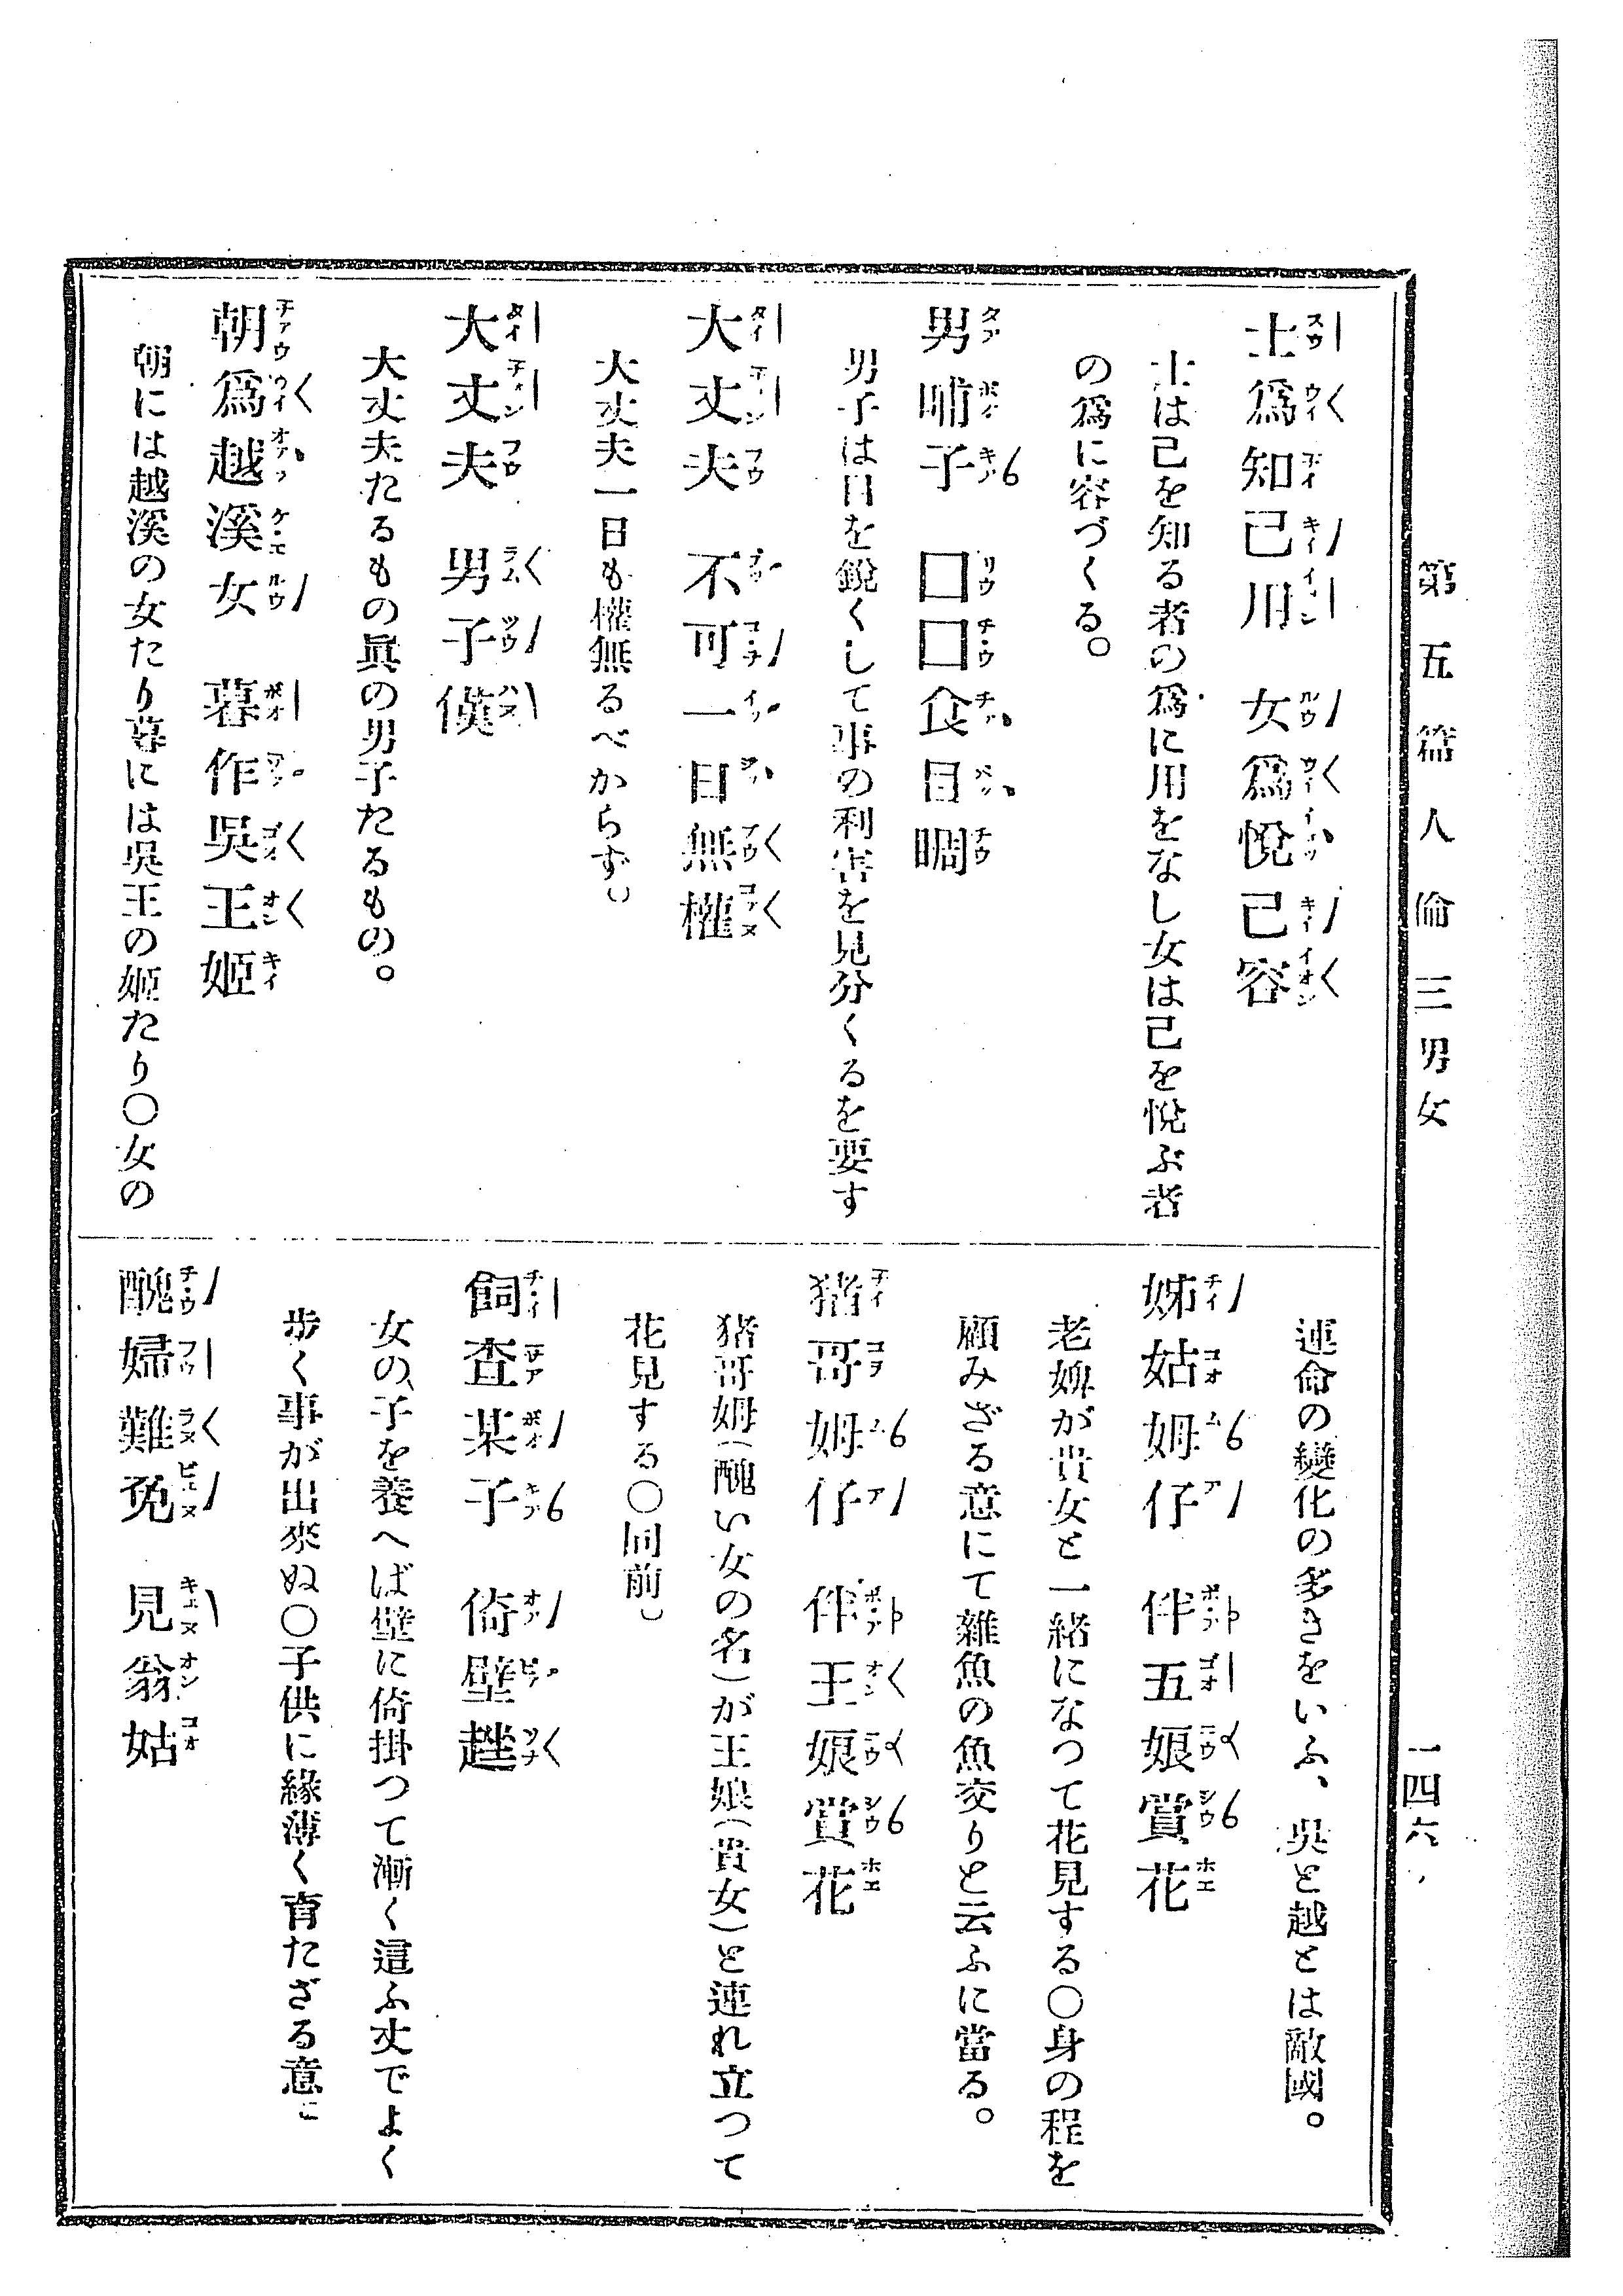 第五篇 人倫 三男女
一四六
士爲知己用 女爲悅己容
士は己を知る者の爲に用をなし女は己を悅ぶ者
の爲に容づくる。
男哺子 囗囗食目睭
男子は目を鋭くして事の利害を見分くるを要す
大丈夫 不可一日無權
大丈夫一日も權無るべからず。
大丈夫 男子漢
大丈夫たるもの眞の男子たるもの。
朝爲越溪女 暮作吳王姬
朝には越溪の女たり暮には吳王の姬たり〇女の
運命の變化の多きをいふ、吳と越とは敵國。
姊姑姆仔 伴五娘賞花
老婢が貴女と一緒になつて花見する〇身の程を
顧みざる意にて雜魚の魚交りと云ふに當る。
猪哥姆仔 伴王娘賞花
猪哥姆(醜い女の名)が王娘(貴女)と連れ立つて
花見する〇同前。
飼查某子 倚壁𨅔
女の子を養へば壁に倚掛つて漸く這ふ丈でよく
歩く事が出來ぬ〇子供に緣薄く育たざる意に
醜婦難免 見翁姑